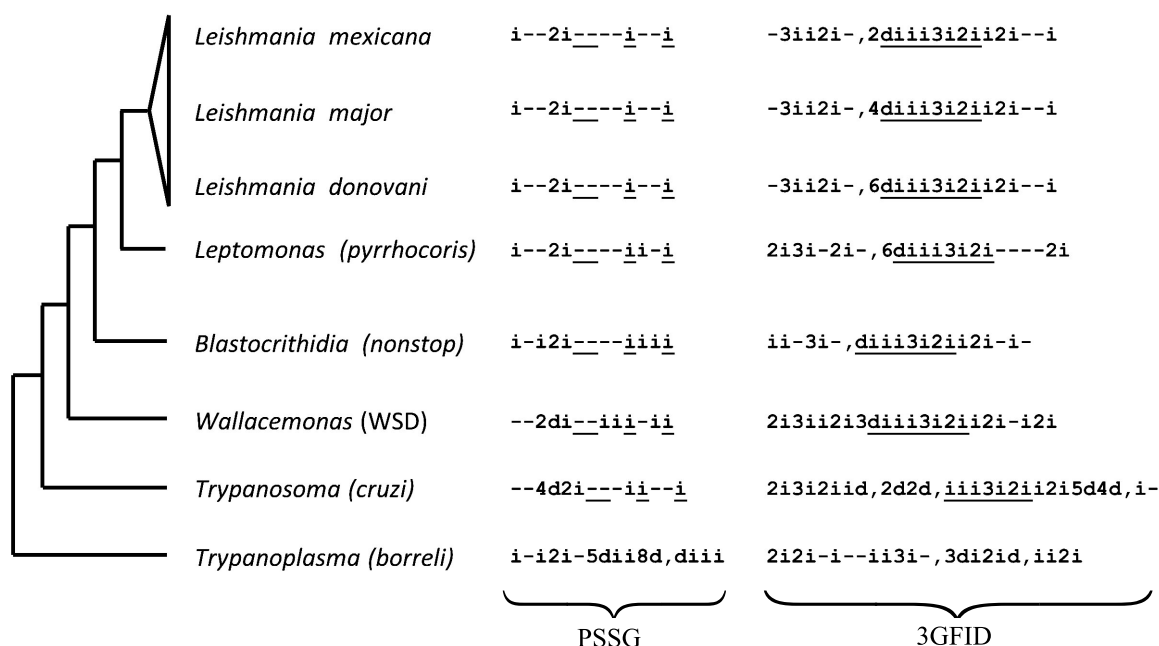 Leishmania mexicana i--2i----i--i -3ii2i-,2diii3i2ii2i--i
Leishmania major i--2i----i--i -3ii2i-,4diii3i2ii2i--i
Leishmania donovani i--2i----i--i -3ii2i-,6diii3i2ii2i--i
Leptomonas (pyrrhocoris) i--2i----ii-i 2i3i-2i-,6diii3i2i----2i
Blastocrithidia (nonstop) i-i2i----iiii ii-3i-,diii3i2ii2i-i-
Wallacemonas (WSD) --2di--iii-ii 2i3ii2i3diii3i2ii2i-i2i
Trypanosoma (cruzi) --4d2i---ii--i 2i3i2iid,2d2d,iii3i2ii2i5d4d,i-
Trypanoplasma (borreli) i-i2i-5dii8d,diii 2i2i-i--ii3i-,3di2id,ii2i
PSSG 3GFID